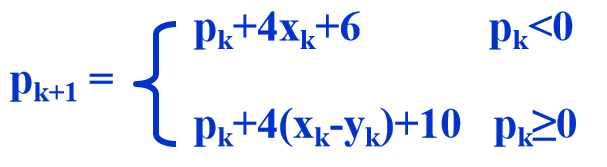 pₖ+4xₖ+6 pₖ<0
pₖ₊₁ = {
pₖ+4(xₖ-yₖ)+10 pₖ≥0